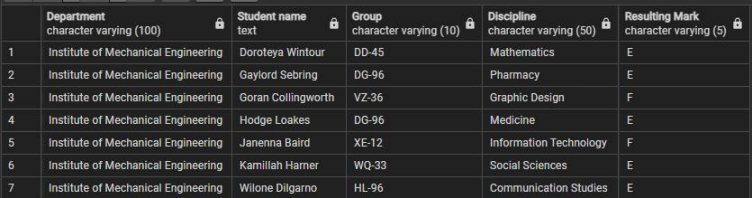 Department Student name Group Discipline Resulting Mark
character varying (100) text character varying (10) character varying (50) character varying (5)
1 Institute of Mechanical Engineering Doroteya Wintour DD-45 Mathematics E
2 Institute of Mechanical Engineering Gaylord Sebring DG-96 Pharmacy E
3 Institute of Mechanical Engineering Goran Collingworth VZ-36 Graphic Design F
4 Institute of Mechanical Engineering Hodge Loakes DG-96 Medicine E
5 Institute of Mechanical Engineering Janenna Baird XE-12 Information Technology F
6 Institute of Mechanical Engineering Kamillah Harner WQ-33 Social Sciences E
7 Institute of Mechanical Engineering Wilone Dilgarno HL-96 Communication Studies E